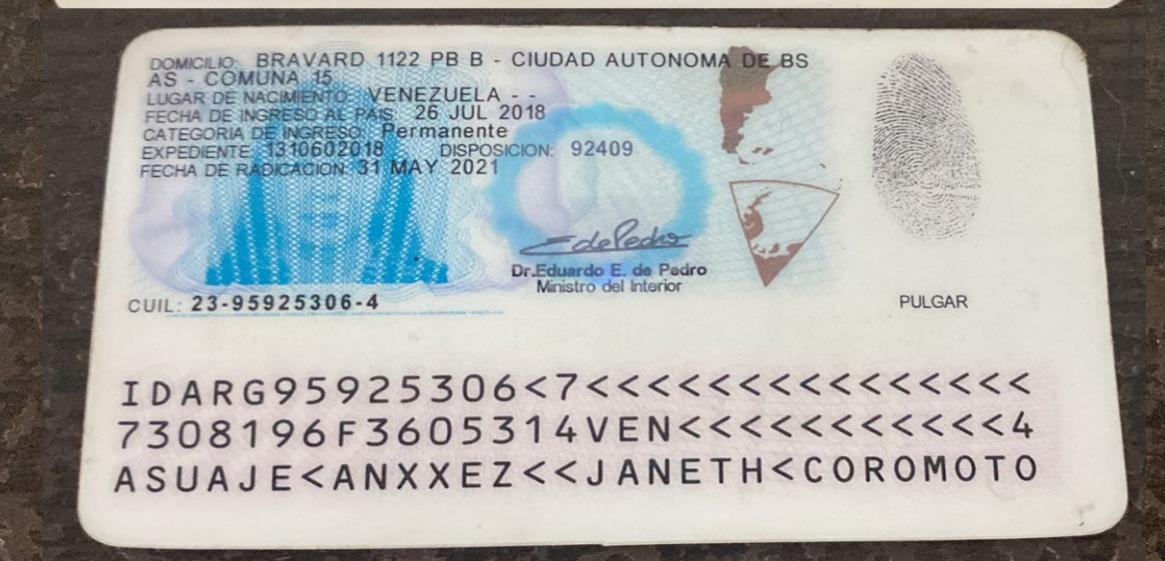 DOMICILIO: BRAVARD 1122 PB B - CIUDAD AUTONOMA DE BS
AS - COMUNA 15
LUGAR DE NACIMIENTO: VENEZUELA - -
FECHA DE INGRESO AL PAIS: 26 JUL 2018
CATEGORIA DE INGRESO: Permanente
EXPEDIENTE: 1310602018 DISPOSICION: 92409
FECHA DE RADICACION: 31 MAY 2021
E de Pedro
Dr.Eduardo E. de Pedro
Ministro del Interior
CUIL: 23-95925306-4
PULGAR
IDARG95925306<7<<<<<<<<<<<<<<<
7308196F3605314VEN<<<<<<<<<<<4
ASUAJE<ANXXEZ<<JANETH<COROMOTO